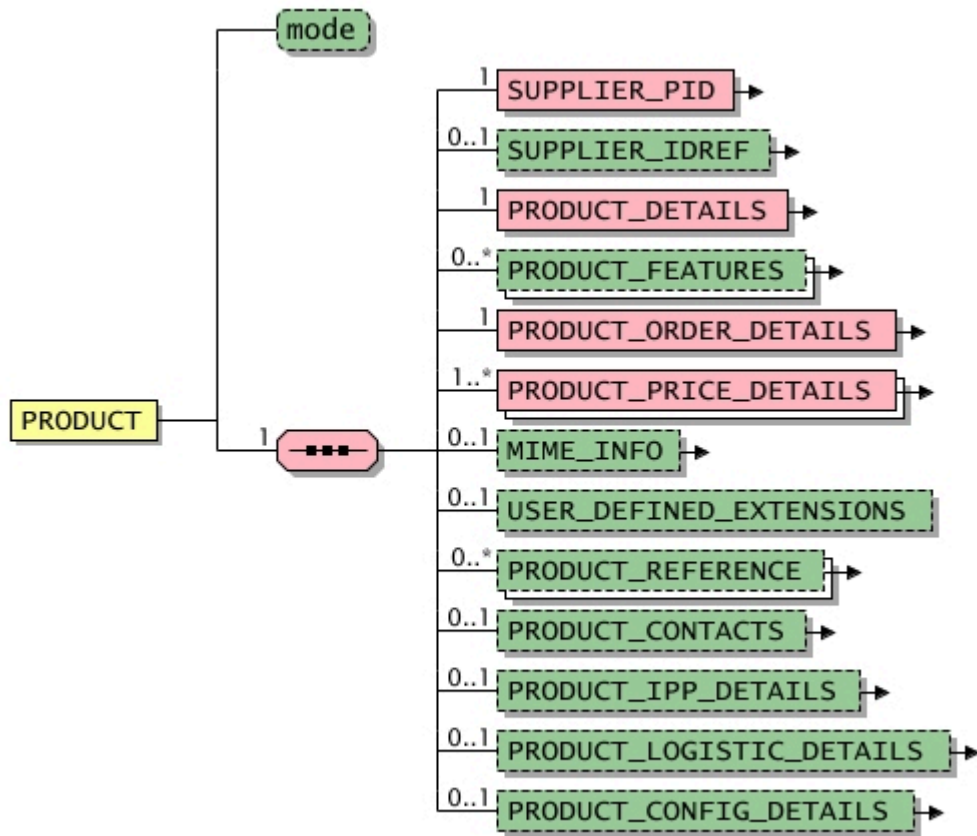 mode
1 SUPPLIER_PID
0..1 SUPPLIER_IDREF
1 PRODUCT_DETAILS
0..* PRODUCT_FEATURES
1 PRODUCT_ORDER_DETAILS
1..* PRODUCT_PRICE_DETAILS
PRODUCT
1
0..1 MIME_INFO
0..1 USER_DEFINED_EXTENSIONS
0..* PRODUCT_REFERENCE
0..1 PRODUCT_CONTACTS
0..1 PRODUCT_IPP_DETAILS
0..1 PRODUCT_LOGISTIC_DETAILS
0..1 PRODUCT_CONFIG_DETAILS